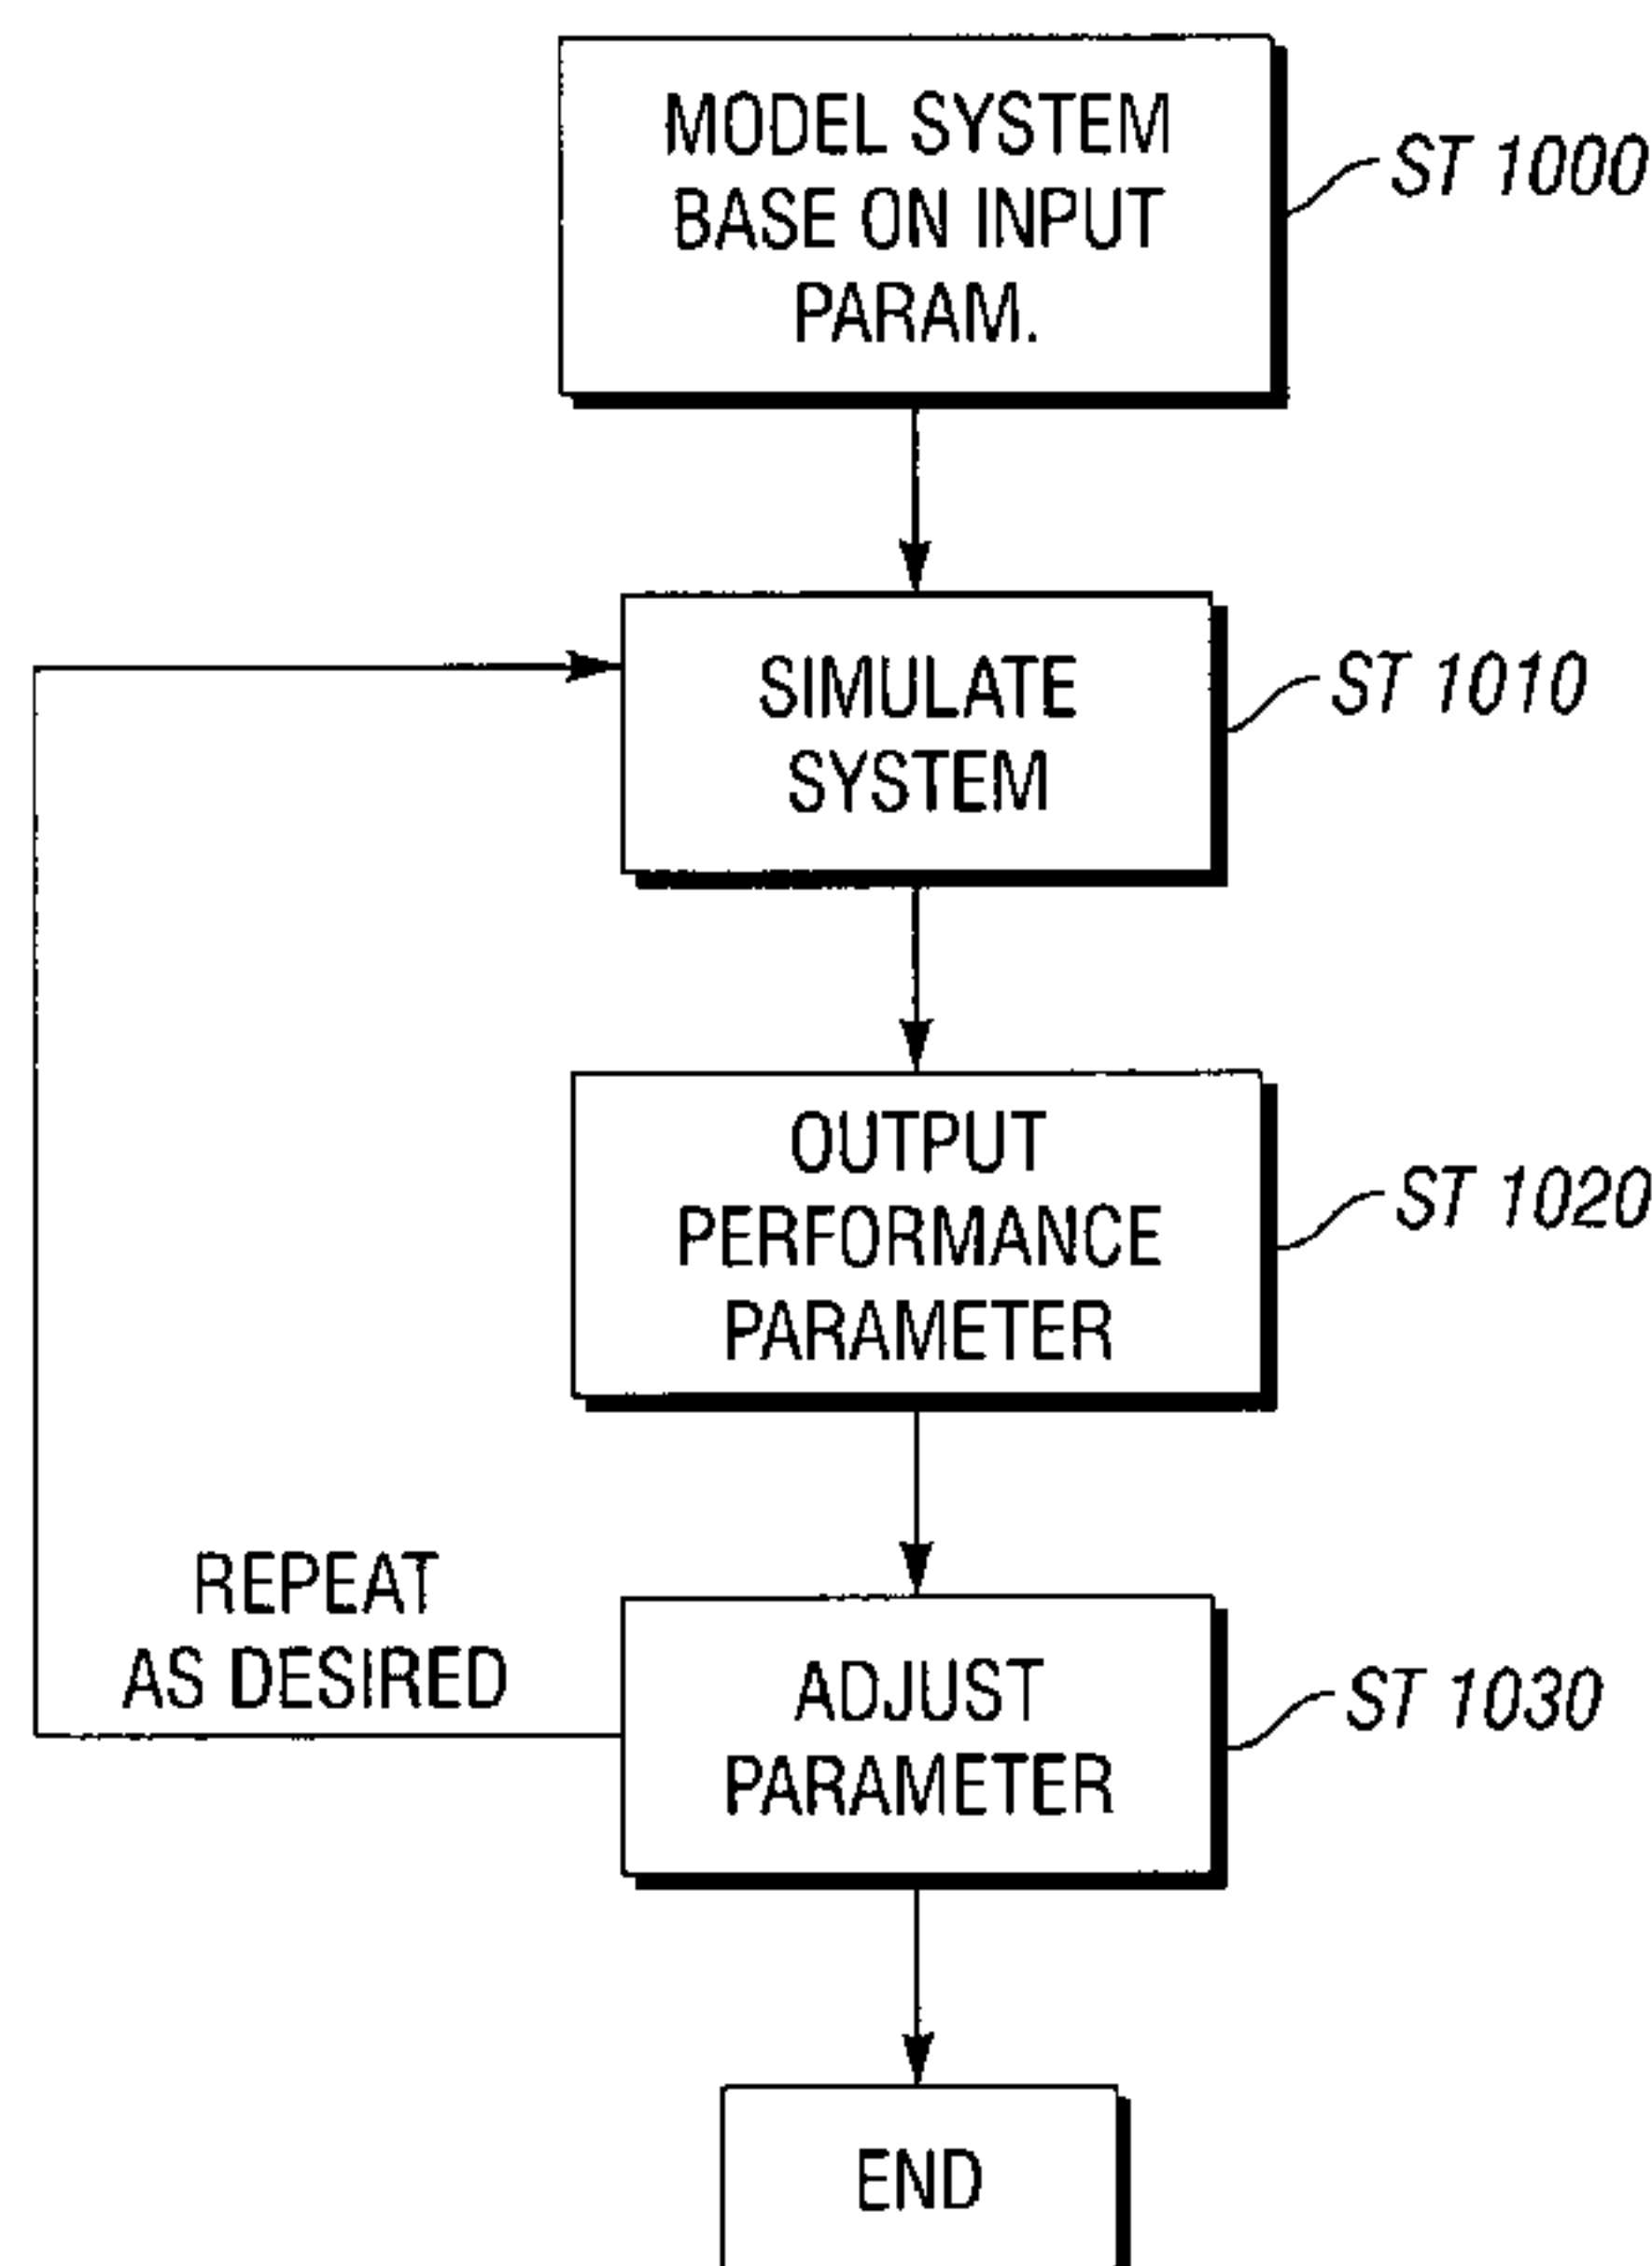 MODEL SYSTEM
BASE ON INPUT
PARAM.
ST 1000
SIMULATE
SYSTEM
ST 1010
OUTPUT
PERFORMANCE
PARAMETER
ST 1020
REPEAT
AS DESIRED
ADJUST
PARAMETER
ST 1030
END